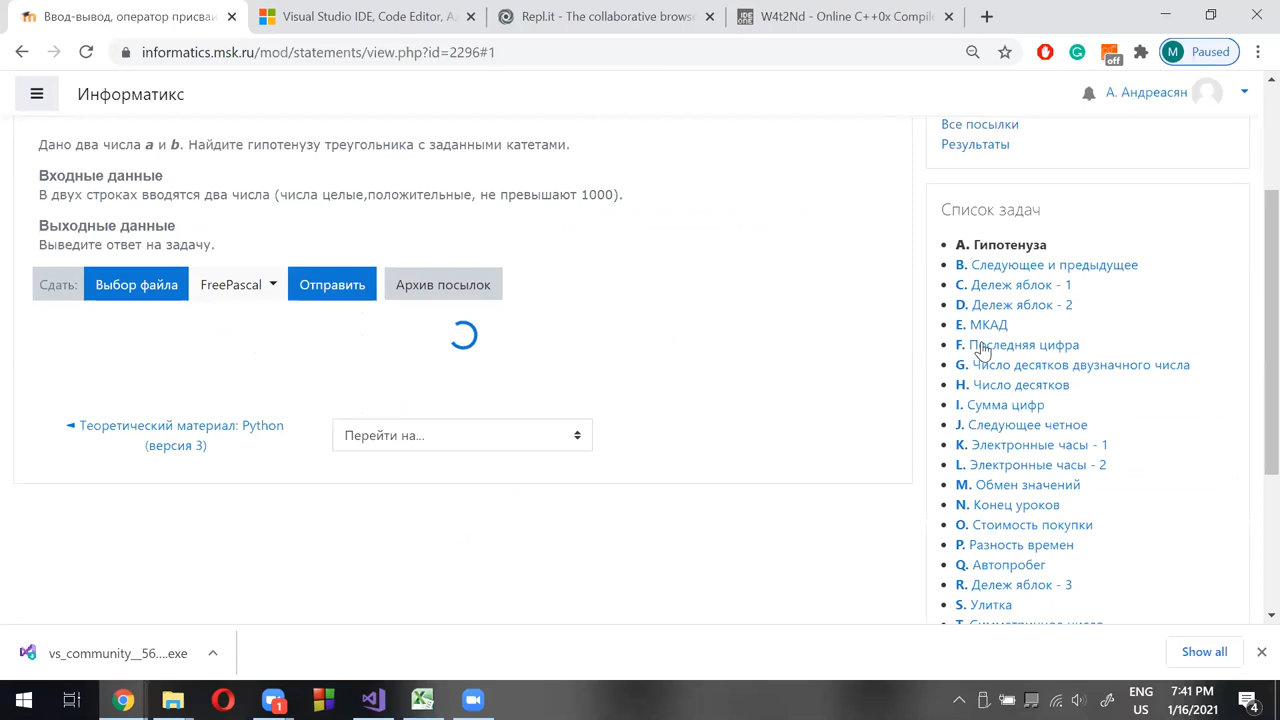 Ввод-вывод, оператор присваи
Visual Studio IDE, Code Editor, A
Repl.it - The collaborative brows
W4t2Nd - Online C++0x Compile
informatics.msk.ru/mod/statements/view.php?id=2296#1
off
M Paused
Информатикс
А. Андреасян
Дано два числа a и b. Найдите гипотенузу треугольника с заданными катетами.
Входные данные
В двух строках вводятся два числа (числа целые,положительные, не превышают 1000).
Выходные данные
Выведите ответ на задачу.
Сдать: Выбор файла FreePascal Отправить Архив посылок
◄ Теоретический материал: Python
(версия 3)
Перейти на...
Все посылки
Результаты
Список задач
A. Гипотенуза
B. Следующее и предыдущее
C. Дележ яблок - 1
D. Дележ яблок - 2
E. МКАД
F. Последняя цифра
G. Число десятков двузначного числа
H. Число десятков
I. Сумма цифр
J. Следующее четное
K. Электронные часы - 1
L. Электронные часы - 2
M. Обмен значений
N. Конец уроков
O. Стоимость покупки
P. Разность времен
Q. Автопробег
R. Дележ яблок - 3
S. Улитка
T. Симметричное число
vs_community__56....exe
Show all
1
ENG
US
7:41 PM
1/16/2021
4